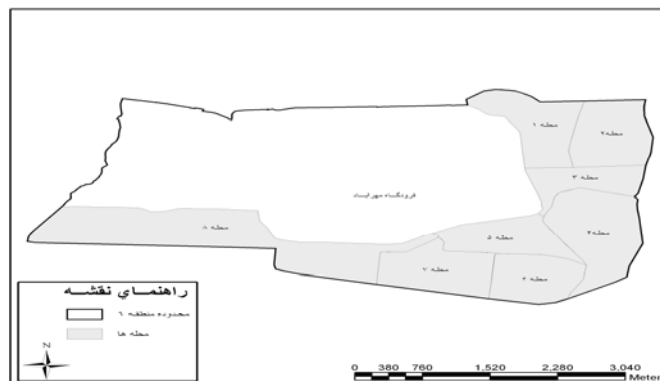 محله ۱
محله ۲
محله ۳
فرودگاه مهرآباد
محله ۴
محله ۵
محله ۸
محله ۷
محله ۶
راهنماي نقشه
محدوده منطقه ۹
محله ها
N
0 380 760 1,520 2,280 3,040
Meter